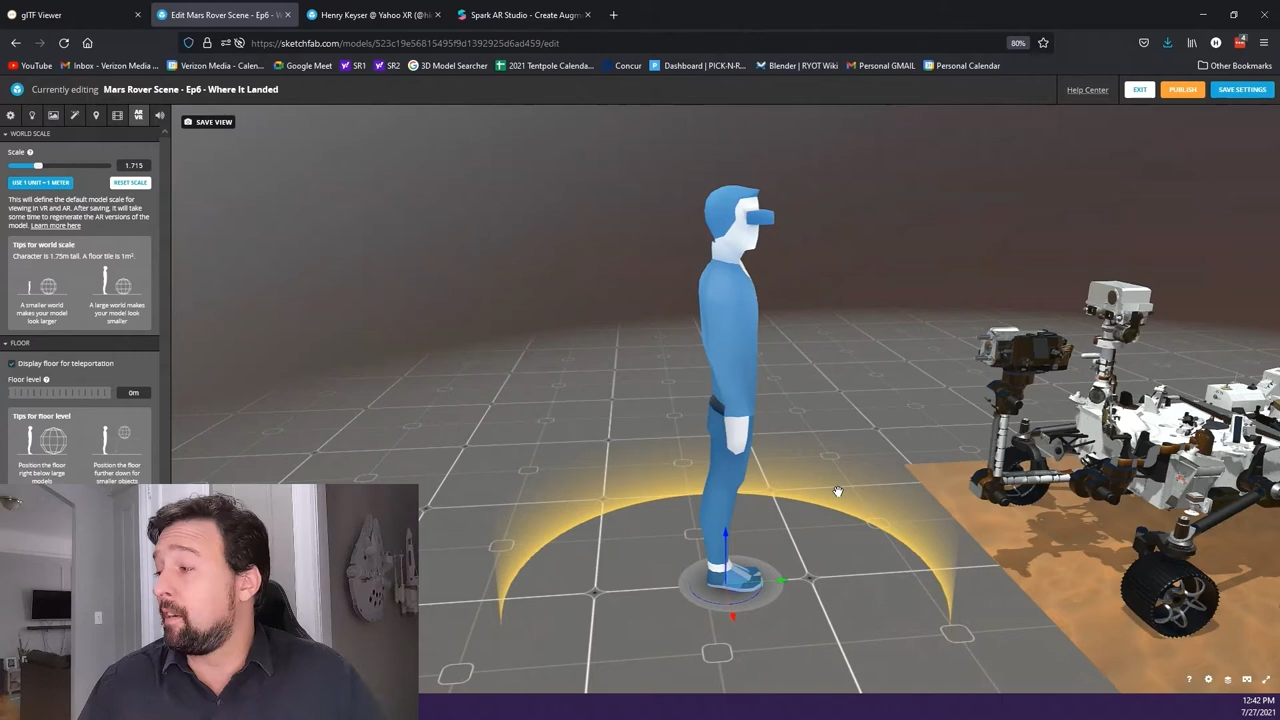 glTF Viewer
Edit Mars Rover Scene - Ep6 - W
Henry Keyser @ Yahoo XR (@hi
Spark AR Studio - Create Augm
https://sketchfab.com/models/523c19e56815495f9d1392925d6ad459/edit
80%
4
YouTube
Inbox - Verizon Media ...
Verizon Media - Calen...
Google Meet
SR1
SR2
3D Model Searcher
2021 Tentpole Calenda...
Concur
Dashboard | PICK-N-R...
Blender | RYOT Wiki
Personal GMAIL
Personal Calendar
Other Bookmarks
Currently editing Mars Rover Scene - Ep6 - Where It Landed
Help Center
EXIT
PUBLISH
SAVE SETTINGS
AR
VR
SAVE VIEW
WORLD SCALE
Scale
1.715
USE 1 UNIT = 1 METER
RESET SCALE
This will define the default model scale for
viewing in VR and AR. After saving, it will take
some time to regenerate the AR versions of the
model. Learn more here
Tips for world scale
Character is 1.75m tall. A floor tile is 1m².
A smaller world
makes your model
look larger
A large world makes
your model look
smaller
FLOOR
Display floor for teleportation
Floor level
0m
Tips for floor level
Position the floor
right below large
models
Position the floor
further down for
smaller objects
12:42 PM
7/27/2021